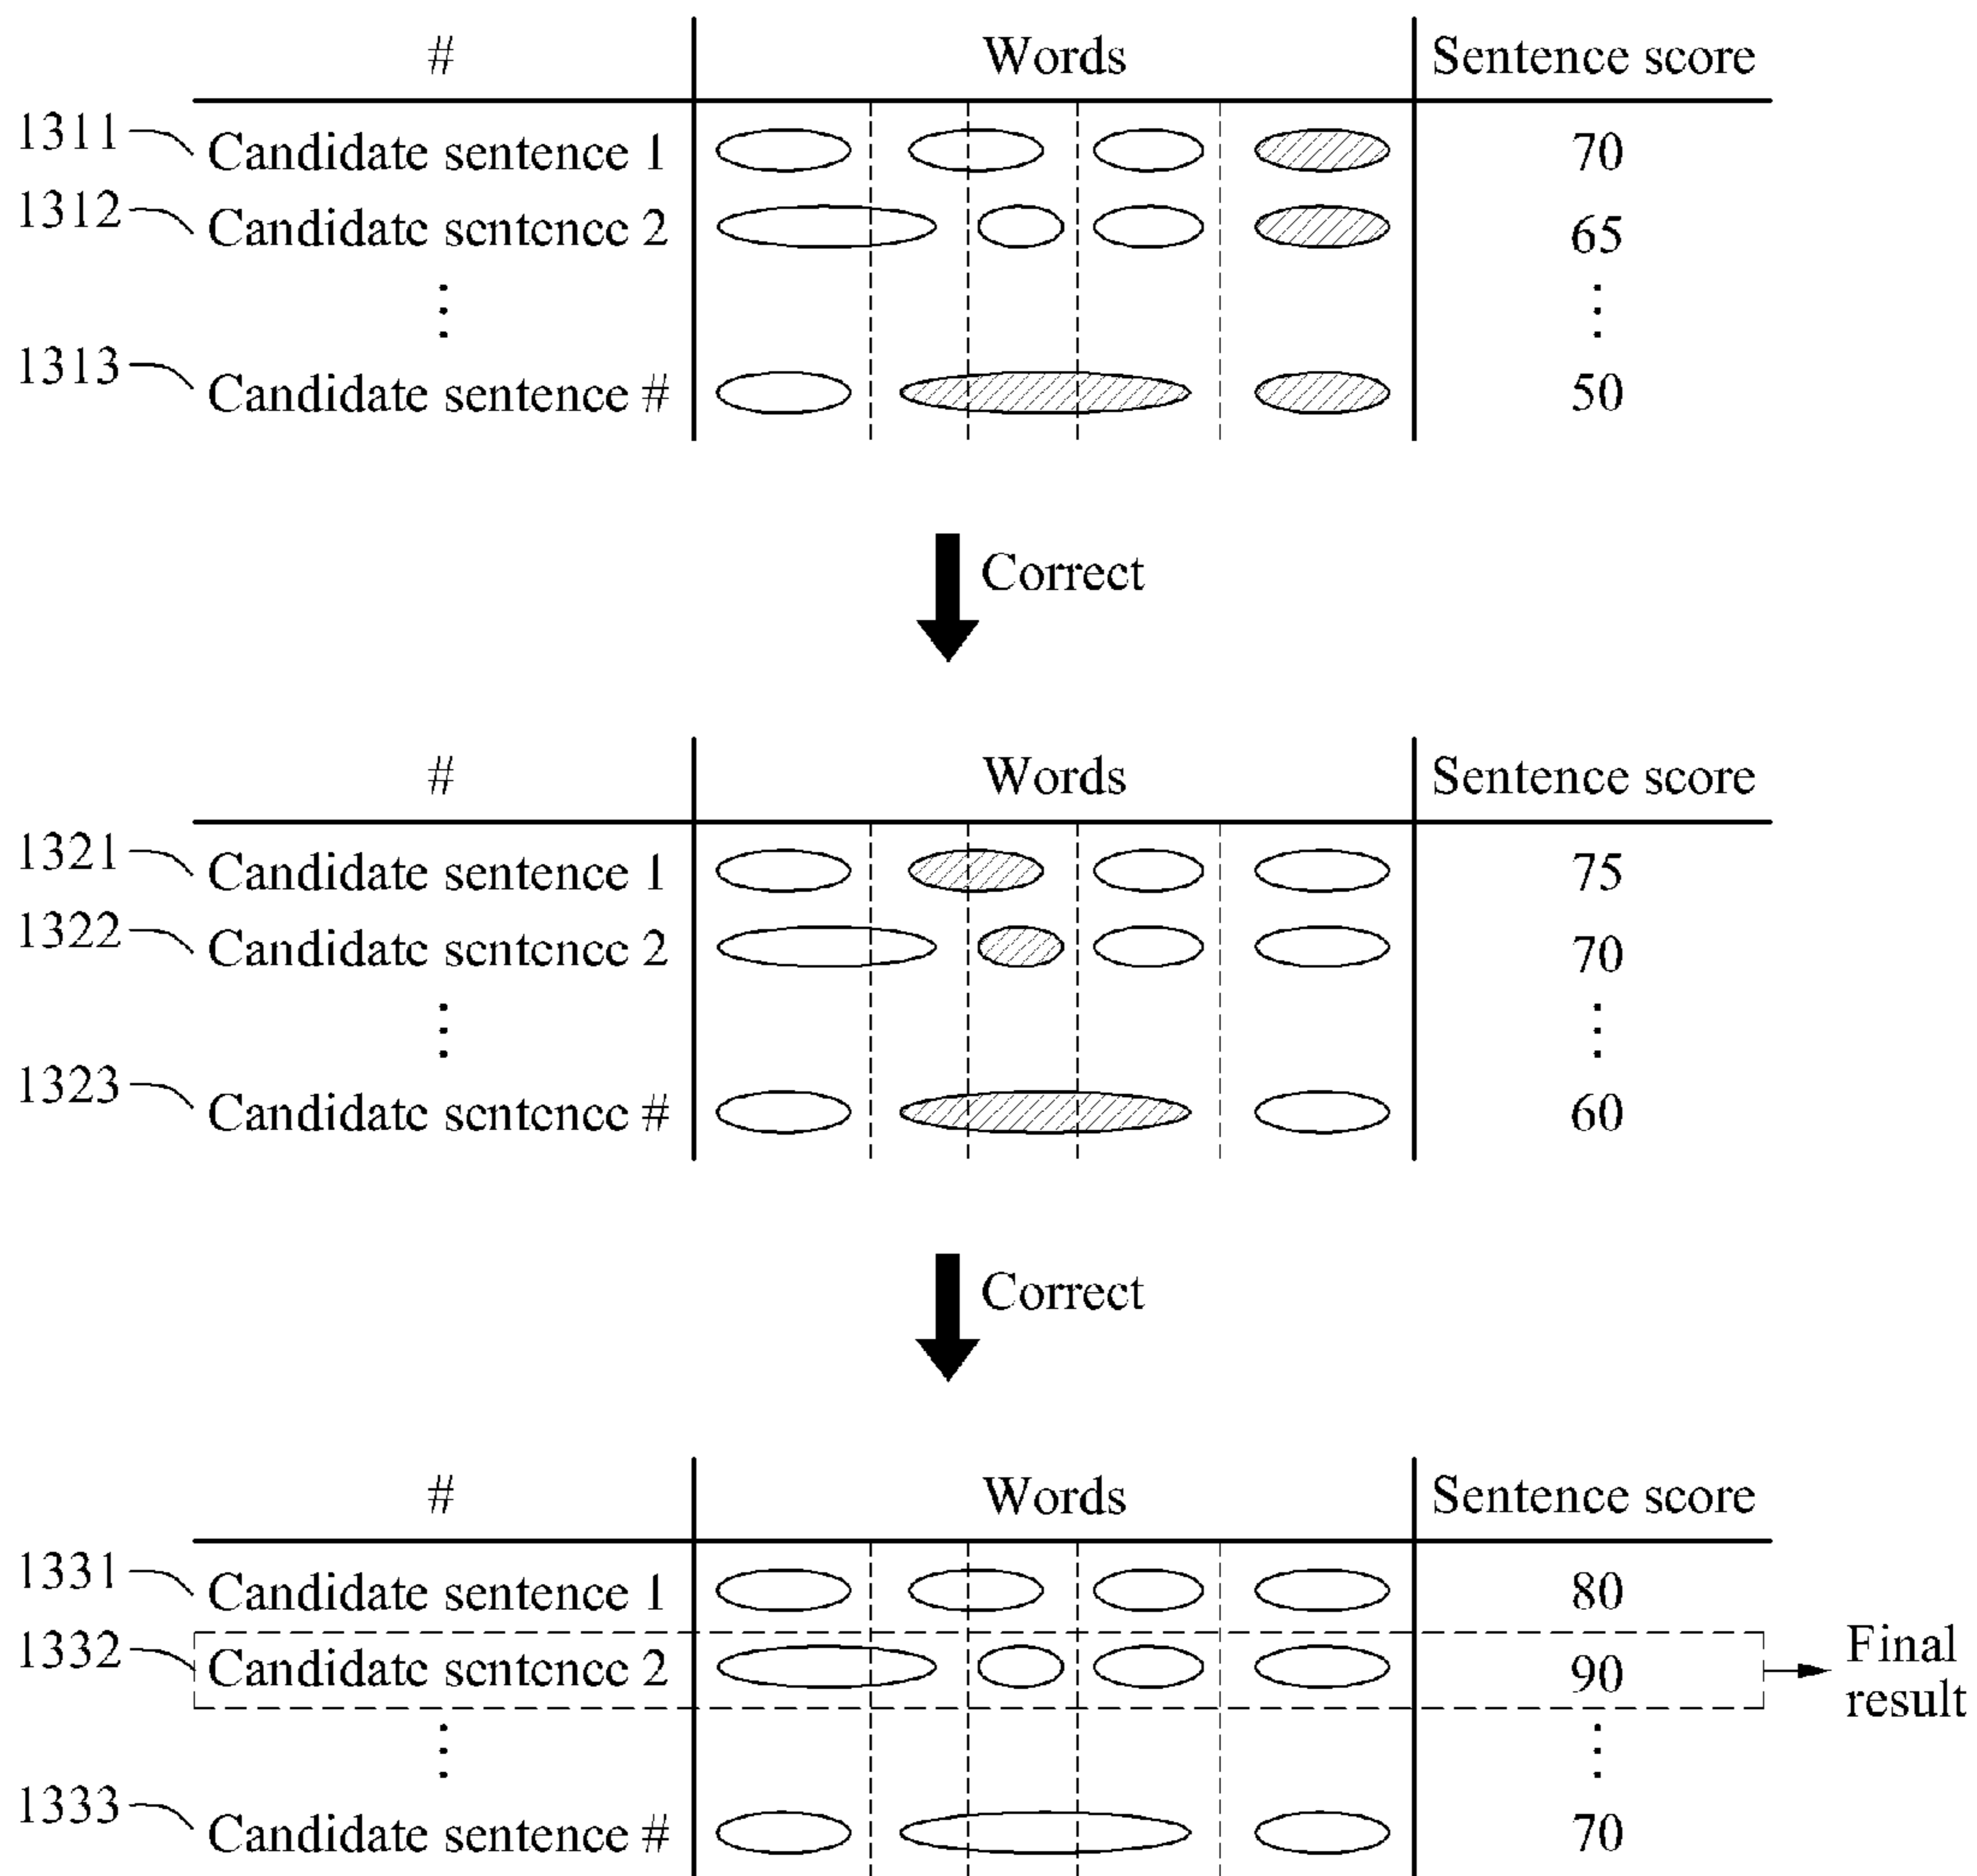 # Words Sentence score
1311 Candidate sentence 1 70
1312 Candidate sentence 2 65
1313 Candidate sentence # 50
Correct
# Words Sentence score
1321 Candidate sentence 1 75
1322 Candidate sentence 2 70
1323 Candidate sentence # 60
Correct
# Words Sentence score
1331 Candidate sentence 1 80
1332 Candidate sentence 2 90 Final
result
1333 Candidate sentence # 70